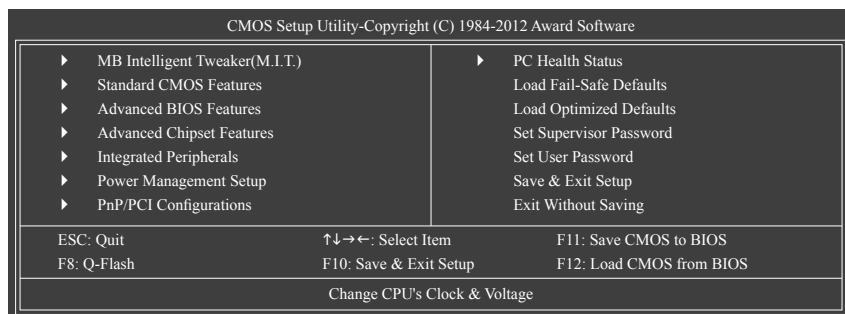 CMOS Setup Utility-Copyright (C) 1984-2012 Award Software
MB Intelligent Tweaker(M.I.T.)
Standard CMOS Features
Advanced BIOS Features
Advanced Chipset Features
Integrated Peripherals
Power Management Setup
PnP/PCI Configurations
PC Health Status
Load Fail-Safe Defaults
Load Optimized Defaults
Set Supervisor Password
Set User Password
Save & Exit Setup
Exit Without Saving
ESC: Quit ↑↓→←: Select Item F11: Save CMOS to BIOS
F8: Q-Flash F10: Save & Exit Setup F12: Load CMOS from BIOS
Change CPU's Clock & Voltage